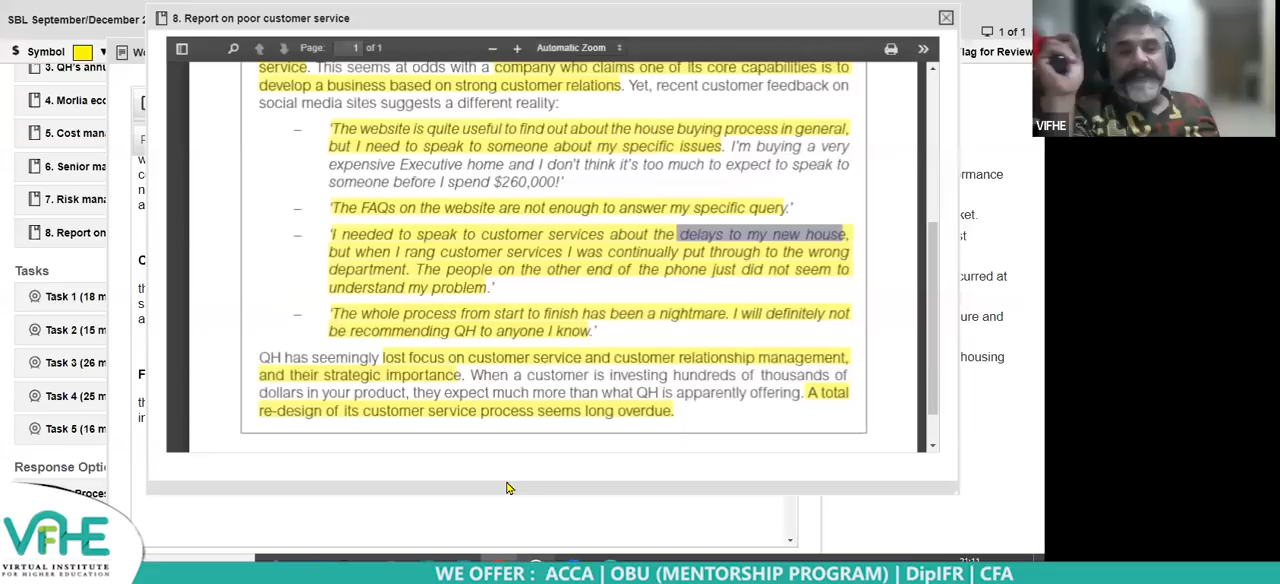 SBL September/December 2
8. Report on poor customer service
1 of 1
$ Symbol
Flag for Review
Page: 1 of 1
Automatic Zoom
3. QH's annu
4. Morlia eco
5. Cost man
6. Senior ma
7. Risk mana
8. Report on
Tasks
Task 1 (18 m
Task 2 (15 m
Task 3 (26 m
Task 4 (25 m
Task 5 (16 m
Response Optio
service. This seems at odds with a company who claims one of its core capabilities is to
develop a business based on strong customer relations. Yet, recent customer feedback on
social media sites suggests a different reality:
– 'The website is quite useful to find out about the house buying process in general,
but I need to speak to someone about my specific issues. I'm buying a very
expensive Executive home and I don't think it's too much to expect to speak to
someone before I spend $260,000!'
– 'The FAQs on the website are not enough to answer my specific query.'
– 'I needed to speak to customer services about the delays to my new house,
but when I rang customer services I was continually put through to the wrong
department. The people on the other end of the phone just did not seem to
understand my problem.'
– 'The whole process from start to finish has been a nightmare. I will definitely not
be recommending QH to anyone I know.'
QH has seemingly lost focus on customer service and customer relationship management,
and their strategic importance. When a customer is investing hundreds of thousands of
dollars in your product, they expect much more than what QH is apparently offering. A total
re-design of its customer service process seems long overdue.
rmance
ket.
st
curred at
ure and
housing
VIFHE
VIFHE
VIRTUAL INSTITUTE
FOR HIGHER EDUCATION
WE OFFER : ACCA | OBU (MENTORSHIP PROGRAM) | DipIFR | CFA